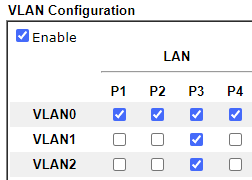 VLAN Configuration
Enable
LAN
P1 P2 P3 P4
VLAN0
VLAN1
VLAN2